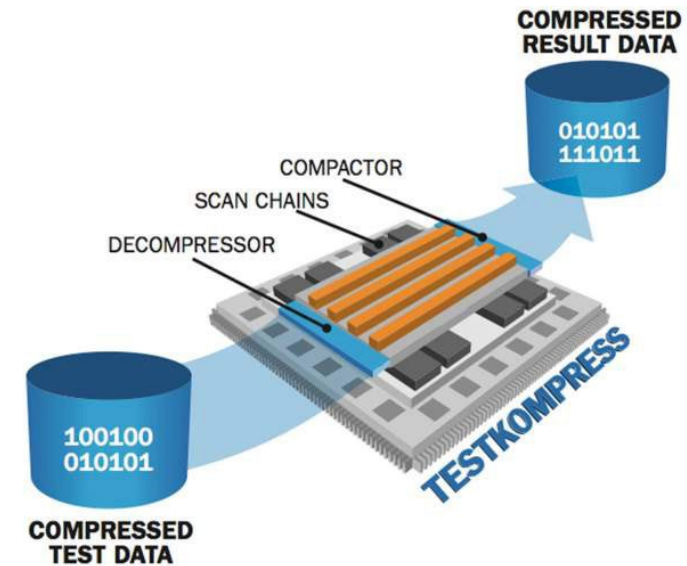 COMPRESSED
RESULT DATA
010101
111011
COMPACTOR
SCAN CHAINS
DECOMPRESSOR
TESTKOMPRESS
100100
010101
COMPRESSED
TEST DATA